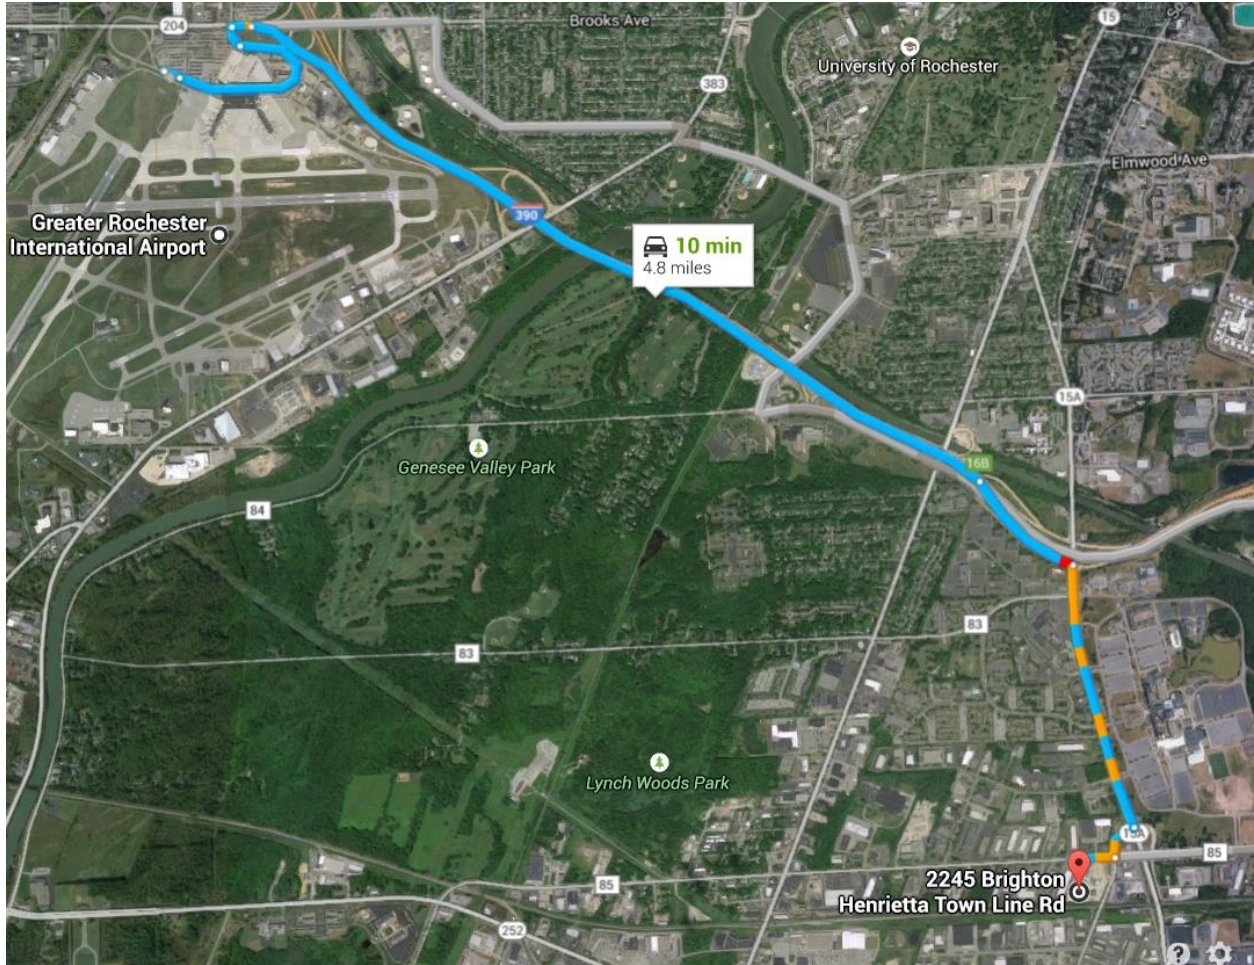 204
Brooks Ave
15
University of Rochester
383
Elmwood Ave
390
Greater Rochester
International Airport
10 min
4.8 miles
15A
Genesee Valley Park
16B
84
83
83
Lynch Woods Park
15A
85
85
2245 Brighton
Henrietta Town Line Rd
252
?